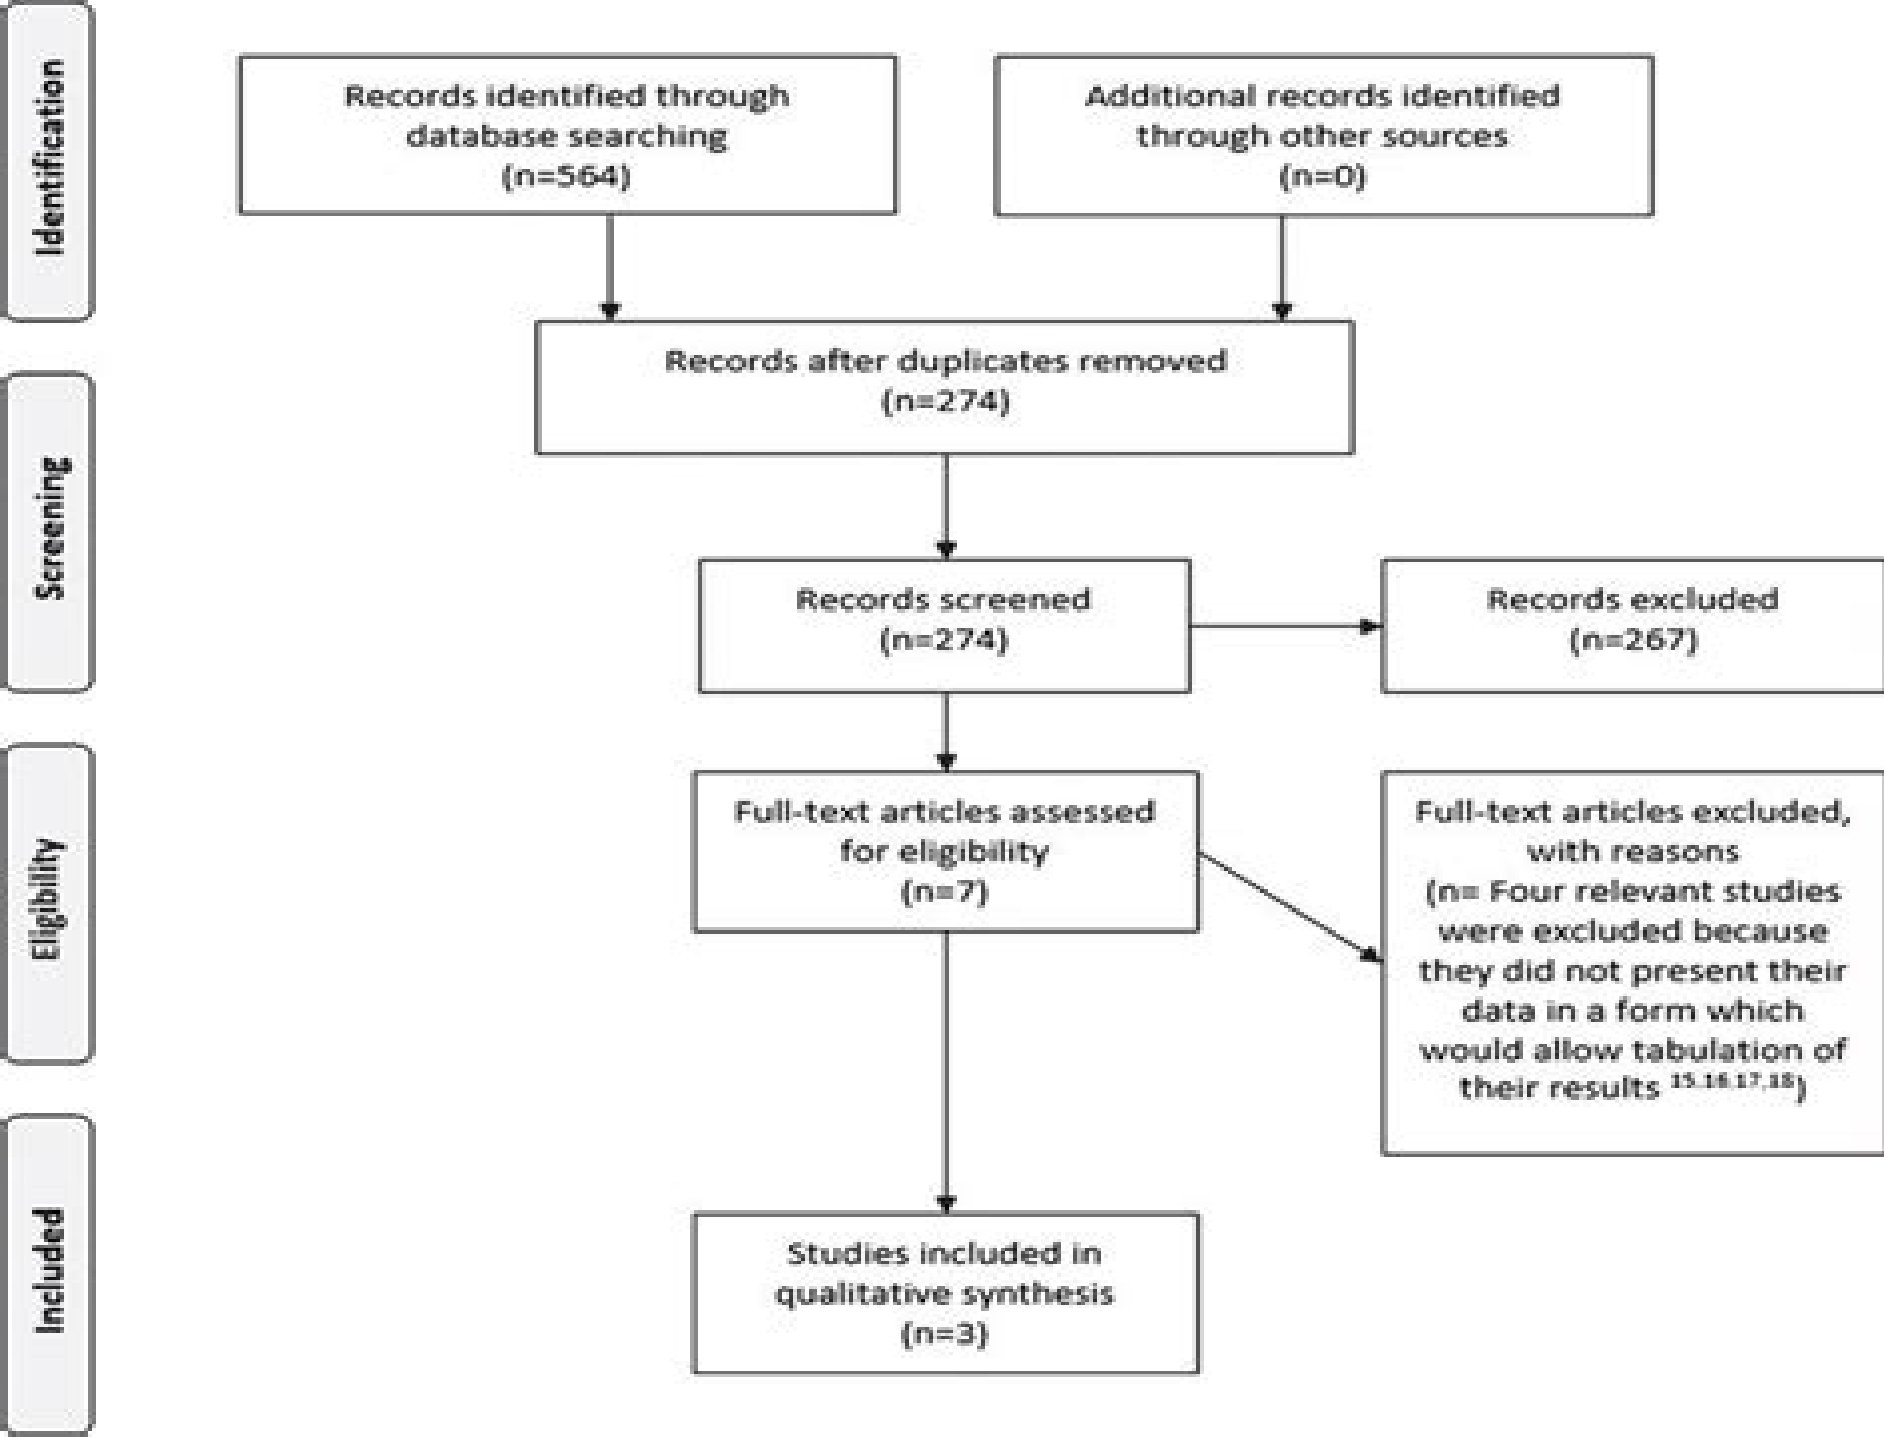 Identification
Records identified through
database searching
(n=564)
Additional records identified
through other sources
(n=0)
Records after duplicates removed
(n=274)
Screening
Records screened
(n=274)
Records excluded
(n=267)
Eligibility
Full-text articles assessed
for eligibility
(n=7)
Full-text articles excluded,
with reasons
(n= Four relevant studies
were excluded because
they did not present their
data in a form which
would allow tabulation of
their results 15,16,17,18)
Included
Studies included in
qualitative synthesis
(n=3)